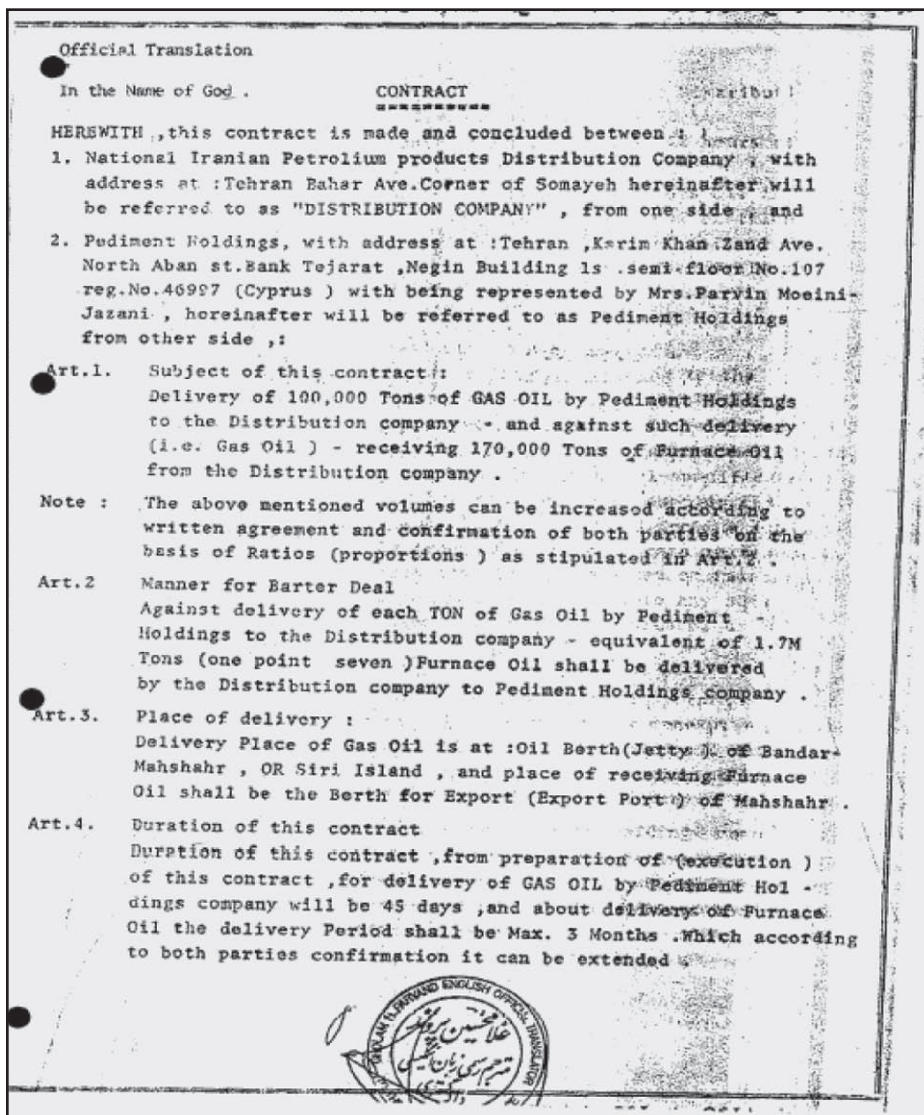 Official Translation
In the Name of God .
CONTRACT
HEREWITH ,this contract is made and concluded between :
1. National Iranian Petrolium products Distribution Company , with
address at :Tehran Bahar Ave.Corner of Somayeh hereinafter will
be referred to as "DISTRIBUTION COMPANY" , from one side , and
2. Pediment Holdings, with address at :Tehran ,Karim Khan Zand Ave.
North Aban st.Bank Tejarat ,Negin Building 1s .semi-floor No.107
reg.No.46997 (Cyprus ) with being represented by Mrs.Parvin Moeini-
Jazani , hereinafter will be referred to as Pediment Holdings
from other side ,:
Art.1. Subject of this contract :
Delivery of 100,000 Tons of GAS OIL by Pediment Holdings
to the Distribution company - and against such delivery
(i.e. Gas Oil ) - receiving 170,000 Tons of Furnace Oil
from the Distribution company .
Note : The above mentioned volumes can be increased according to
written agreement and confirmation of both parties on the
basis of Ratios (proportions ) as stipulated in Art.2 .
Art.2 Manner for Barter Deal
Against delivery of each TON of Gas Oil by Pediment -
Holdings to the Distribution company - equivalent of 1.7M
Tons (one point seven )Furnace Oil shall be delivered
by the Distribution company to Pediment Holdings company .
Art.3. Place of delivery :
Delivery Place of Gas Oil is at :Oil Berth(Jetty ) of Bandar-
Mahshahr , OR Siri Island , and place of receiving Furnace
Oil shall be the Berth for Export (Export Port ) of Mahshahr .
Art.4. Duration of this contract
Duration of this contract ,from preparation of (execution )
of this contract ,for delivery of GAS OIL by Pediment Hol -
dings company will be 45 days ,and about delivery of Furnace
Oil the delivery Period shall be Max. 3 Months .Which according
to both parties confirmation it can be extended .
ENGLISH OFFICIAL TRANSLATOR